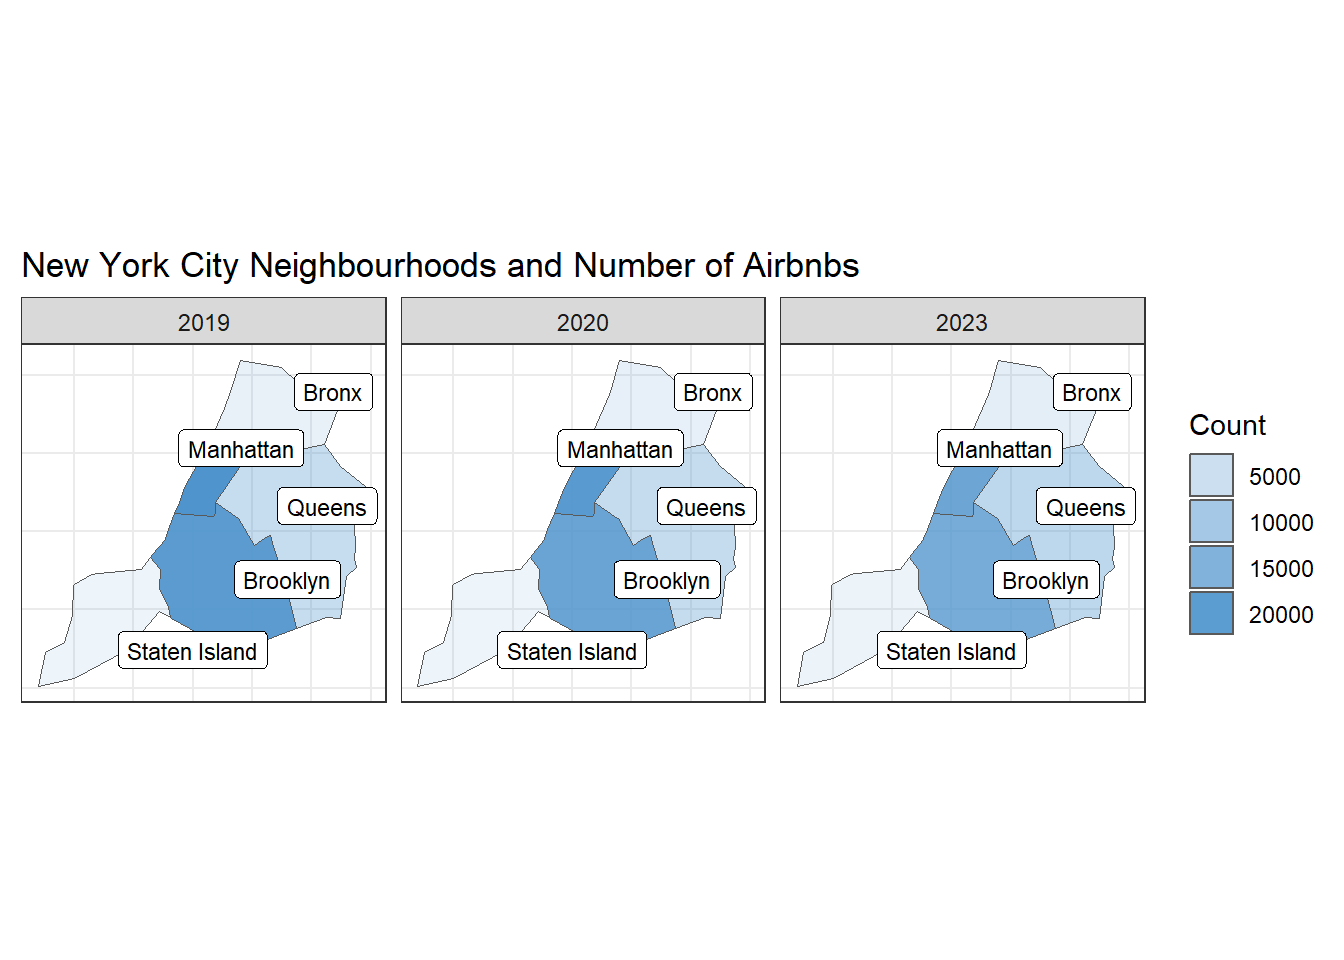 New York City Neighbourhoods and Number of Airbnbs
2019
2020
2023
Bronx
Manhattan
Queens
Brooklyn
Staten Island
Bronx
Manhattan
Queens
Brooklyn
Staten Island
Bronx
Manhattan
Queens
Brooklyn
Staten Island
Count
5000
10000
15000
20000